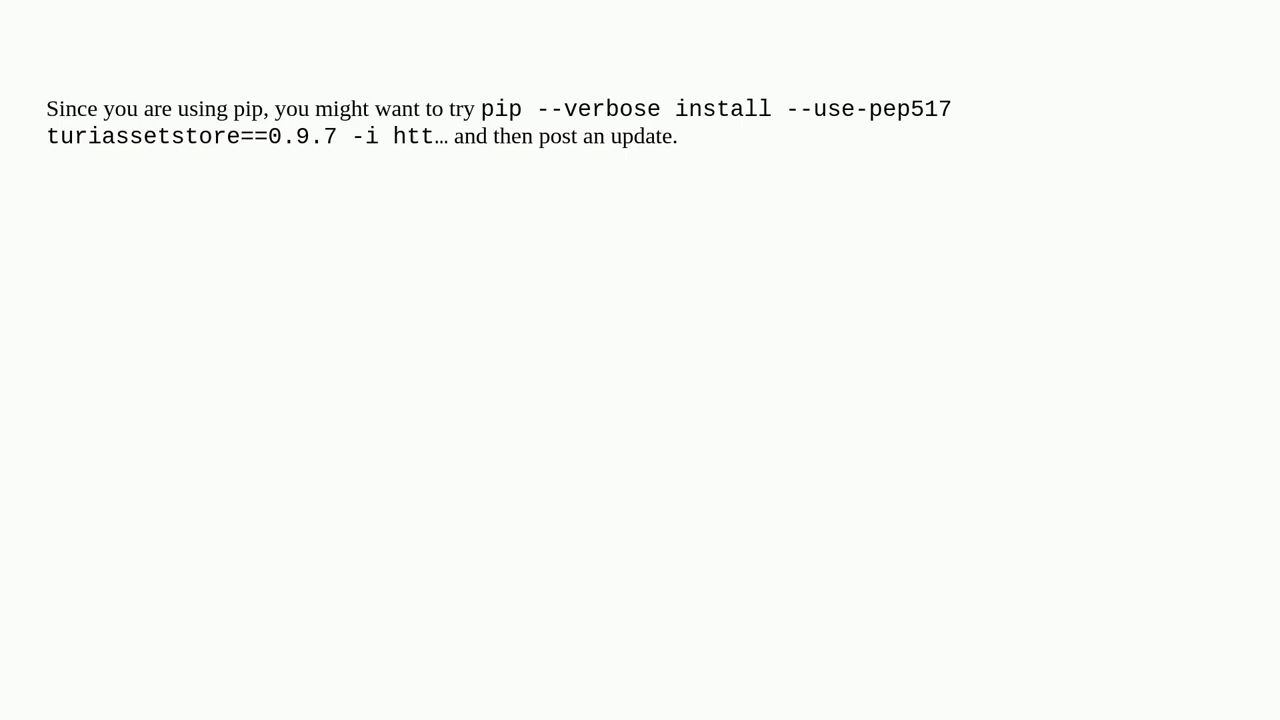 Since you are using pip, you might want to try pip --verbose install --use-pep517
turiassetstore==0.9.7 -i htt… and then post an update.